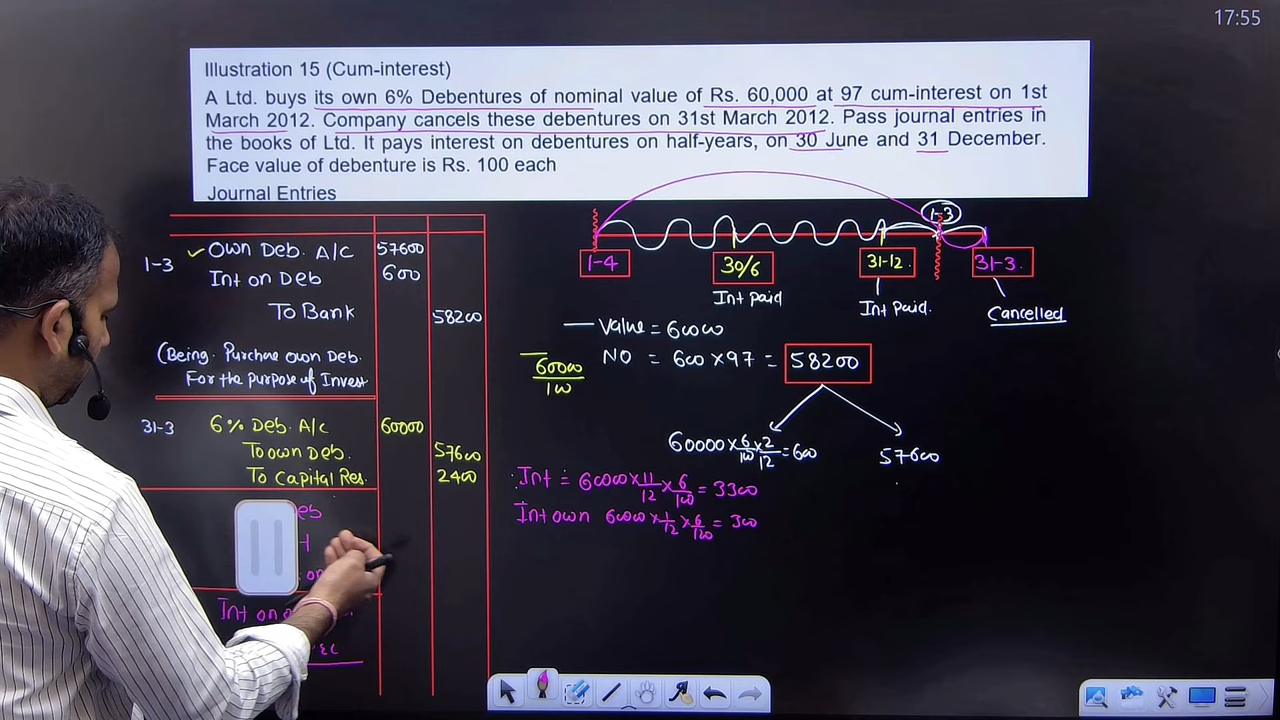 17:55
Illustration 15 (Cum-interest)
A Ltd. buys its own 6% Debentures of nominal value of Rs. 60,000 at 97 cum-interest on 1st
March 2012. Company cancels these debentures on 31st March 2012. Pass journal entries in
the books of Ltd. It pays interest on debentures on half-years, on 30 June and 31 December.
Face value of debenture is Rs. 100 each
Journal Entries
1-3 ✓ Own Deb. A/c 57600
Int on Deb 600
To Bank 58200
(Being. Purchase own Deb.
For the purpose of Invest
31-3 6% Deb. A/c 60000
To own Deb. 57600
To Capital Res. 2400
Int on
1-3
1-4 30/6 31-12. 31-3.
Int paid Int paid. Cancelled
Value = 60000
NO = 600 × 97 = 58200
60000
100
60000 × 6/100 × 2/12 = 600 57600
Int = 60000 × 11/12 × 6/100 = 3300
Int own 60000 × 1/12 × 6/100 = 300